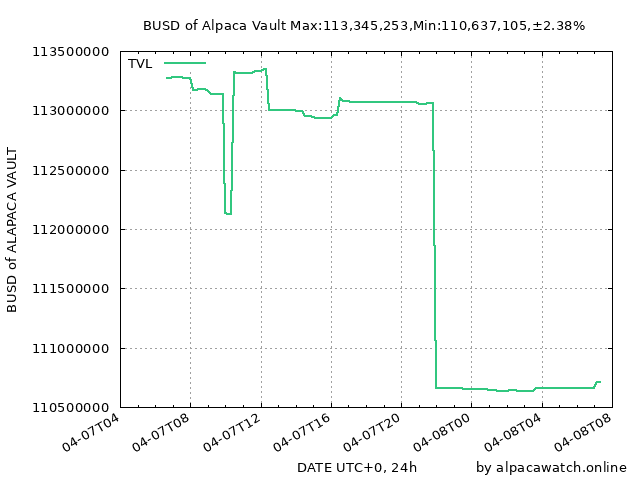 BUSD of Alpaca Vault Max:113,345,253,Min:110,637,105,±2.38%
TVL
113500000
113000000
112500000
112000000
111500000
111000000
110500000
BUSD of ALAPACA VAULT
04-07T04
04-07T08
04-07T12
04-07T16
04-07T20
04-08T00
04-08T04
04-08T08
DATE UTC+0, 24h
by alpacawatch.online